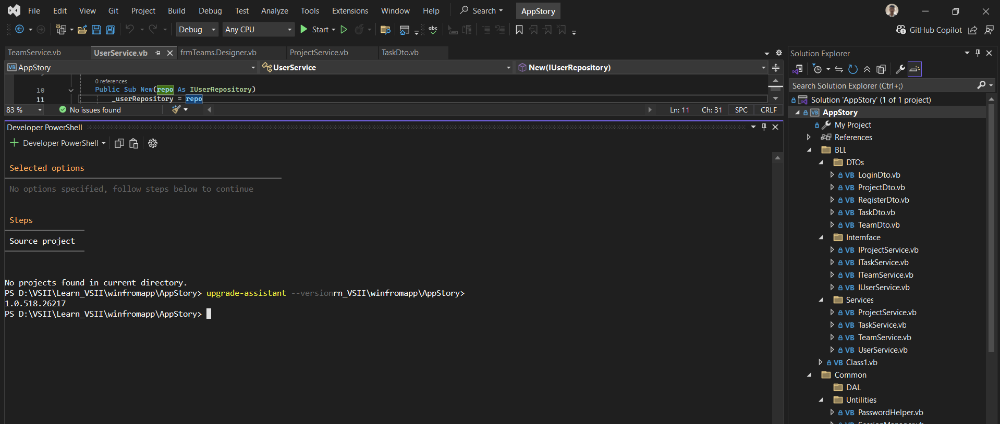 File Edit View Git Project Build Debug Test Analyze Tools Extensions Window Help Search AppStory
Debug Any CPU Start abc GitHub Copilot
TeamService.vb UserService.vb frmTeams.Designer.vb ProjectService.vb TaskDto.vb
VB AppStory UserService New(IUserRepository)
0 references
10 Public Sub New(repo As IUserRepository)
11 _userRepository = repo
83 % No issues found Ln: 11 Ch: 31 SPC CRLF
Developer PowerShell
Developer PowerShell
Selected options
No options specified, follow steps below to continue
Steps
Source project
No projects found in current directory.
PS D:\VSII\Learn_VSII\winfromapp\AppStory> upgrade-assistant --versionrn_VSII\winfromapp\AppStory>
1.0.518.26217
PS D:\VSII\Learn_VSII\winfromapp\AppStory>
Solution Explorer
Search Solution Explorer (Ctrl+;)
Solution 'AppStory' (1 of 1 project)
VB AppStory
My Project
References
BLL
DTOs
VB LoginDto.vb
VB ProjectDto.vb
VB RegisterDto.vb
VB TaskDto.vb
VB TeamDto.vb
Internface
VB IProjectService.vb
VB ITaskService.vb
VB ITeamService.vb
VB IUserService.vb
Services
VB ProjectService.vb
VB TaskService.vb
VB TeamService.vb
VB UserService.vb
VB Class1.vb
Common
DAL
Untilities
VB PasswordHelper.vb